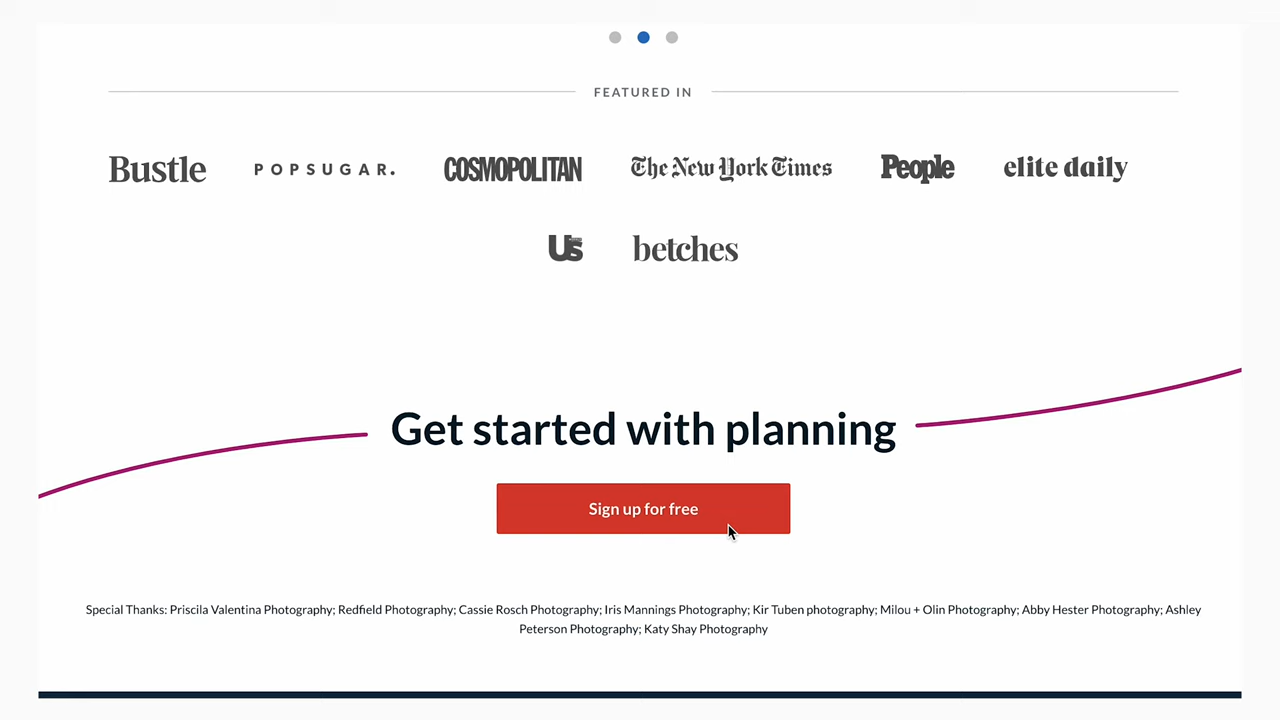 FEATURED IN
Bustle POPSUGAR. COSMOPOLITAN The New York Times People elite daily
Us betches
Get started with planning
Sign up for free
Special Thanks: Priscila Valentina Photography; Redfield Photography; Cassie Rosch Photography; Iris Mannings Photography; Kir Tuben photography; Milou + Olin Photography; Abby Hester Photography; Ashley
Peterson Photography; Katy Shay Photography